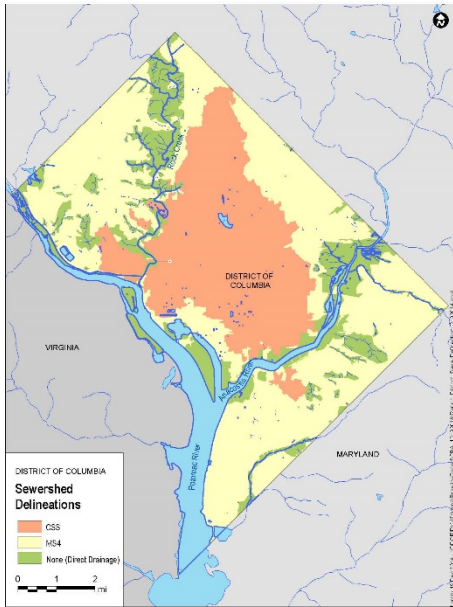 N
Rock Creek
DISTRICT OF
COLUMBIA
VIRGINIA
Anacostia River
Potomac River
MARYLAND
DISTRICT OF COLUMBIA
Sewershed
Delineations
CSS
MS4
None (Direct Drainage)
0 1 2
mi